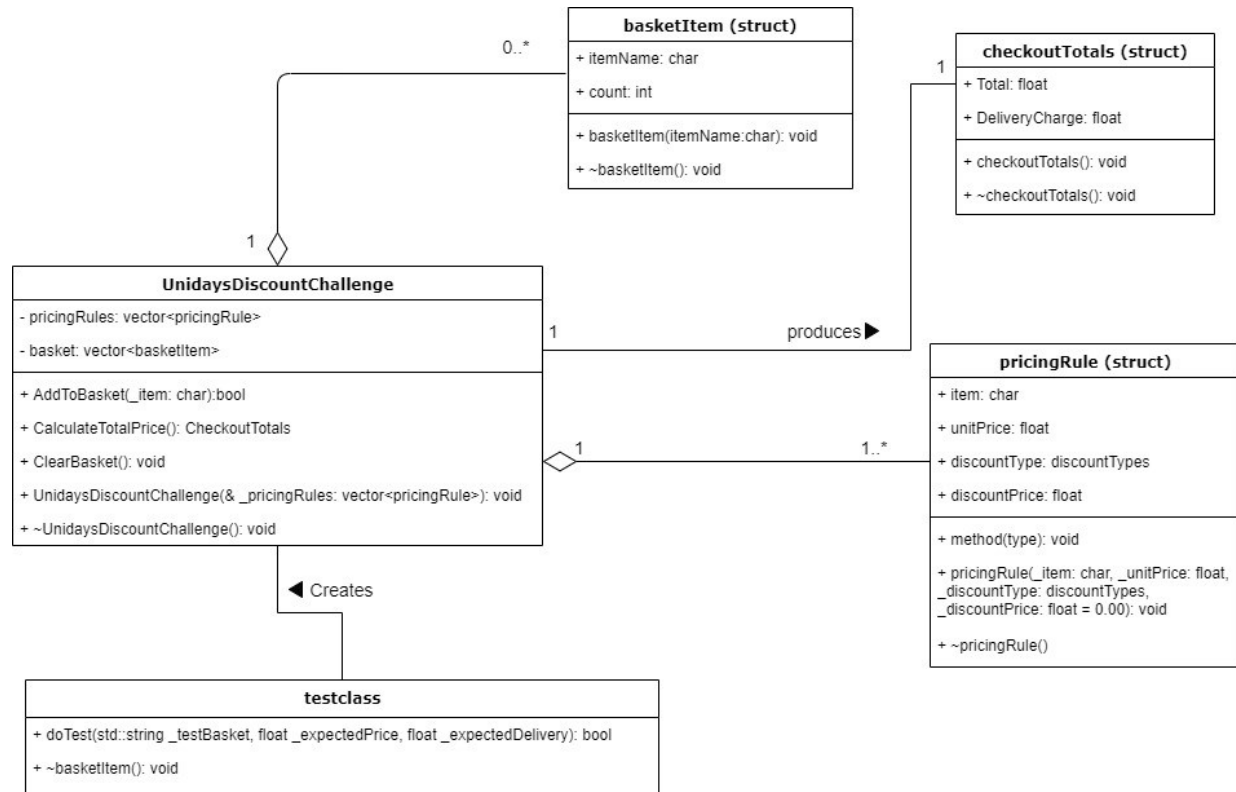 basketItem (struct)
+ itemName: char
+ count: int
+ basketItem(itemName:char): void
+ ~basketItem(): void
0..*
1
checkoutTotals (struct)
+ Total: float
+ DeliveryCharge: float
+ checkoutTotals(): void
+ ~checkoutTotals(): void
1
UnidaysDiscountChallenge
- pricingRules: vector<pricingRule>
- basket: vector<basketItem>
+ AddToBasket(_item: char):bool
+ CalculateTotalPrice(): CheckoutTotals
+ ClearBasket(): void
+ UnidaysDiscountChallenge(& _pricingRules: vector<pricingRule>): void
+ ~UnidaysDiscountChallenge(): void
1
produces
1
1..*
pricingRule (struct)
+ item: char
+ unitPrice: float
+ discountType: discountTypes
+ discountPrice: float
+ method(type): void
+ pricingRule(_item: char, _unitPrice: float,
_discountType: discountTypes,
_discountPrice: float = 0.00): void
+ ~pricingRule()
Creates
testclass
+ doTest(std::string _testBasket, float _expectedPrice, float _expectedDelivery): bool
+ ~basketItem(): void